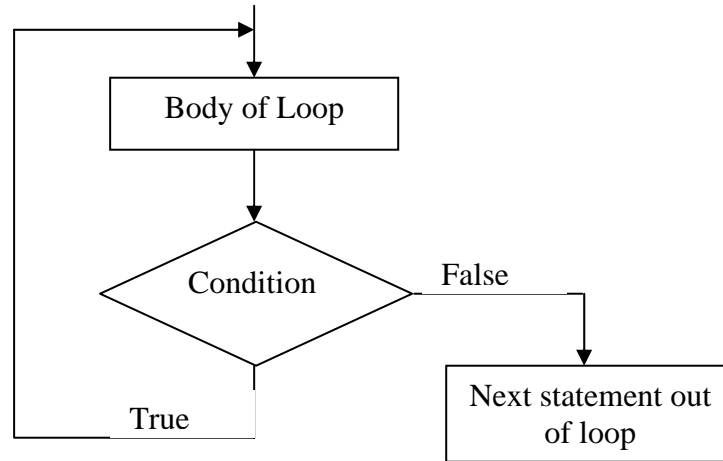 Body of Loop
Condition
False
True
Next statement out
of loop